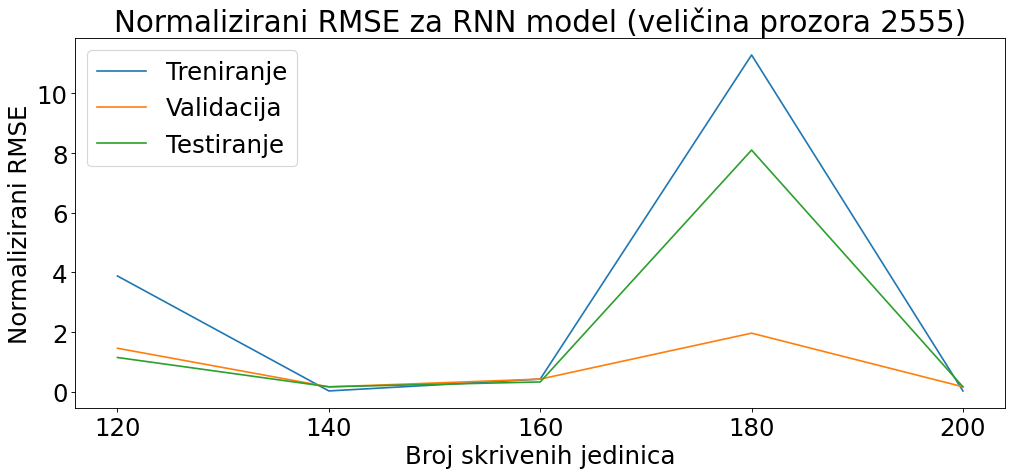 Normalizirani RMSE za RNN model (veličina prozora 2555)
Treniranje
Validacija
Testiranje
Normalizirani RMSE
10
8
6
4
2
0
120 140 160 180 200
Broj skrivenih jedinica